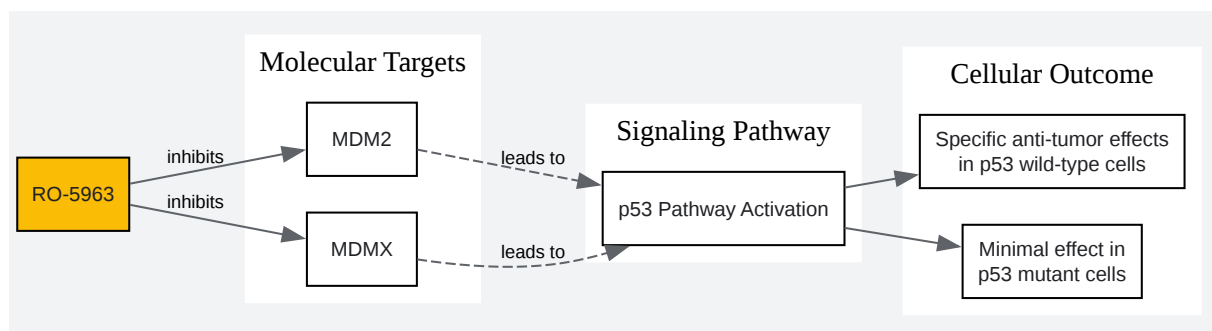 RO-5963
inhibits
inhibits
Molecular Targets
MDM2
MDMX
leads to
leads to
Signaling Pathway
p53 Pathway Activation
Cellular Outcome
Specific anti-tumor effects
in p53 wild-type cells
Minimal effect in
p53 mutant cells